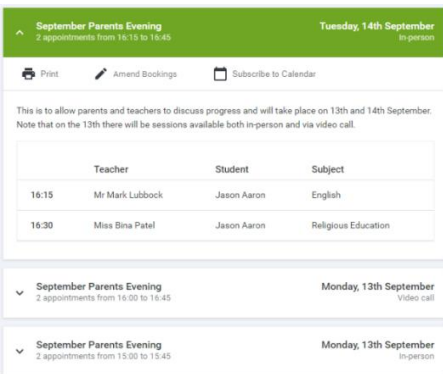 September Parents Evening Tuesday, 14th September
2 appointments from 16:15 to 16:45 In-person
Print Amend Bookings Subscribe to Calendar
This is to allow parents and teachers to discuss progress and will take place on 13th and 14th September.
Note that on the 13th there will be sessions available both in-person and via video call.
Teacher Student Subject
16:15 Mr Mark Lubbock Jason Aaron English
16:30 Miss Bina Patel Jason Aaron Religious Education
September Parents Evening Monday, 13th September
2 appointments from 16:00 to 16:45 Video call
September Parents Evening Monday, 13th September
2 appointments from 15:00 to 15:45 In-person